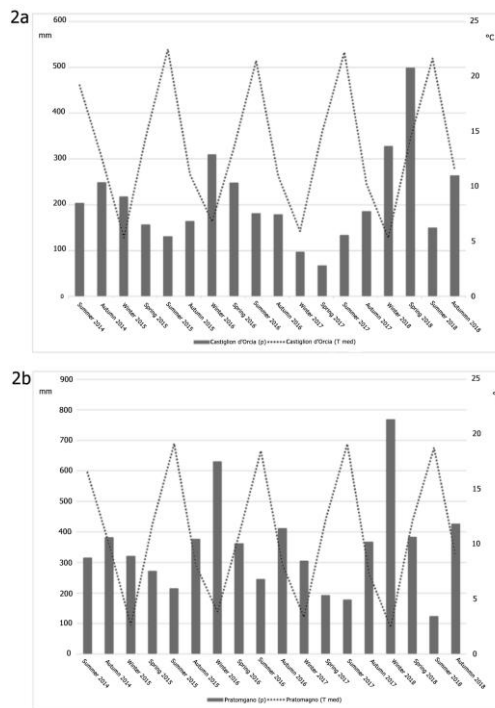 2a
600
mm
500
400
300
200
100
0
25
°C
20
15
10
5
0
Summer 2014
Autumn 2014
Winter 2015
Spring 2015
Summer 2015
Autumn 2015
Winter 2016
Spring 2016
Summer 2016
Autumn 2016
Winter 2017
Spring 2017
Summer 2017
Autumn 2017
Winter 2018
Spring 2018
Summer 2018
Autumnn 2018
Castiglion d'Orcia (p) Castiglion d'Orcia (T med)
2b
900
mm
800
700
600
500
400
300
200
100
0
25
20
15
10
5
0
Summer 2014
Autumn 2014
Winter 2015
Spring 2015
Summer 2015
Autumn 2015
Winter 2016
Spring 2016
Summer 2016
Autumn 2016
Winter 2017
Spring 2017
Summer 2017
Autumn 2017
Winter 2018
Spring 2018
Summer 2018
Autumn 2018
Pratomgano (p) Pratomagno (T med)